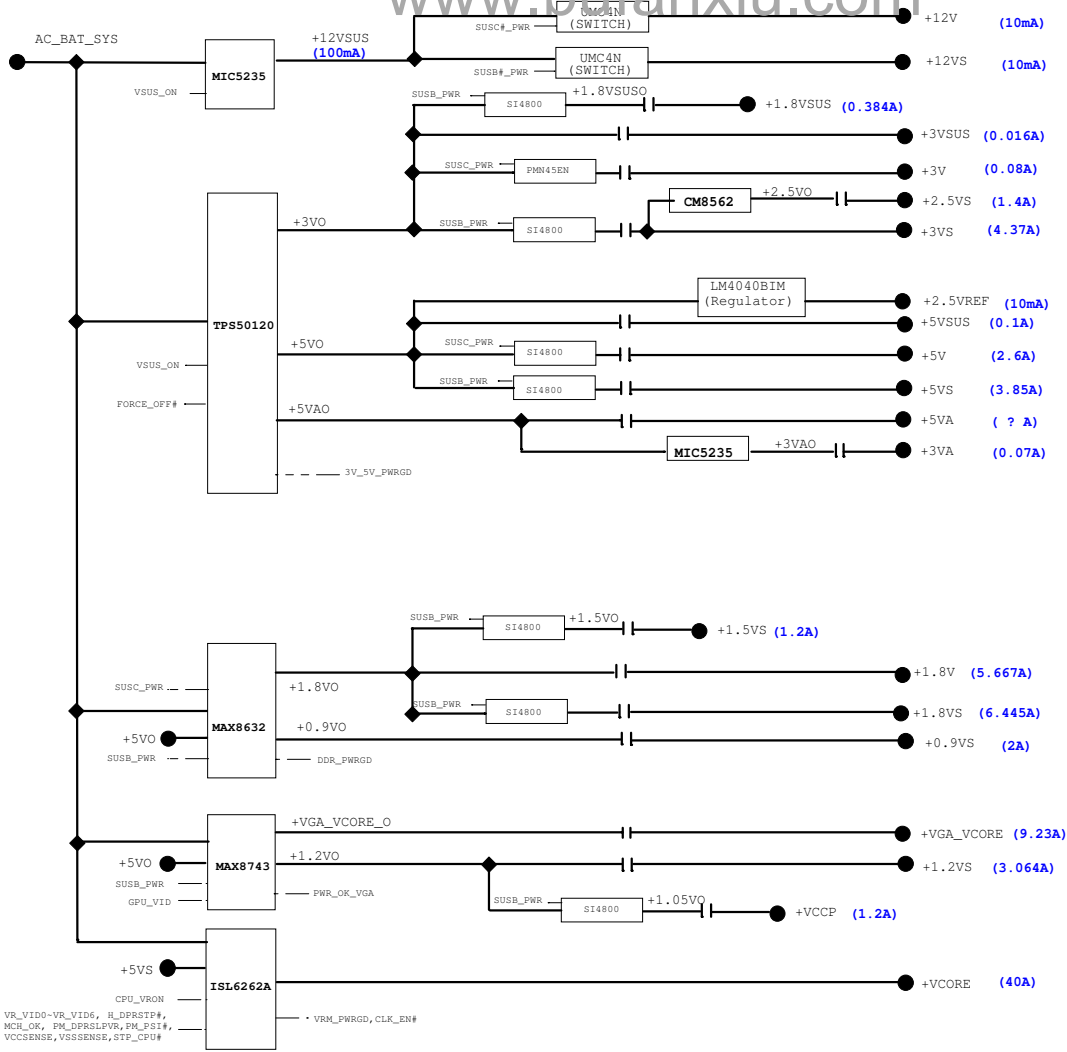 www.buranxiu.com
UMC4N
(SWITCH)
SUSC#_PWR
+12V
(10mA)
AC_BAT_SYS
+12VSUS
(100mA)
MIC5235
VSUS_ON
UMC4N
(SWITCH)
SUSB#_PWR
+12VS
(10mA)
SUSB_PWR
SI4800
+1.8VSUSO
+1.8VSUS
(0.384A)
+3VSUS
(0.016A)
SUSC_PWR
PMN45EN
+3V
(0.08A)
CM8562
+2.5VO
+2.5VS
(1.4A)
+3VO
SUSB_PWR
SI4800
+3VS
(4.37A)
LM4040BIM
(Regulator)
+2.5VREF
(10mA)
TPS50120
+5VSUS
(0.1A)
+5VO
SUSC_PWR
SI4800
+5V
(2.6A)
VSUS_ON
SUSB_PWR
SI4800
+5VS
(3.85A)
FORCE_OFF#
+5VAO
+5VA
( ? A)
MIC5235
+3VAO
+3VA
(0.07A)
3V_5V_PWRGD
SUSB_PWR
SI4800
+1.5VO
+1.5VS
(1.2A)
SUSC_PWR
+1.8VO
+1.8V
(5.667A)
MAX8632
SUSB_PWR
SI4800
+1.8VS
(6.445A)
+5VO
+0.9VO
+0.9VS
(2A)
SUSB_PWR
DDR_PWRGD
+VGA_VCORE_O
+VGA_VCORE
(9.23A)
+5VO
MAX8743
+1.2VO
+1.2VS
(3.064A)
SUSB_PWR
GPU_VID
PWR_OK_VGA
SUSB_PWR
SI4800
+1.05VO
+VCCP
(1.2A)
+5VS
ISL6262A
+VCORE
(40A)
CPU_VRON
VR_VID0~VR_VID6, H_DPRSTP#,
MCH_OK, PM_DPRSLPVR,PM_PSI#,
VCCSENSE,VSSSENSE,STP_CPU#
VRM_PWRGD,CLK_EN#